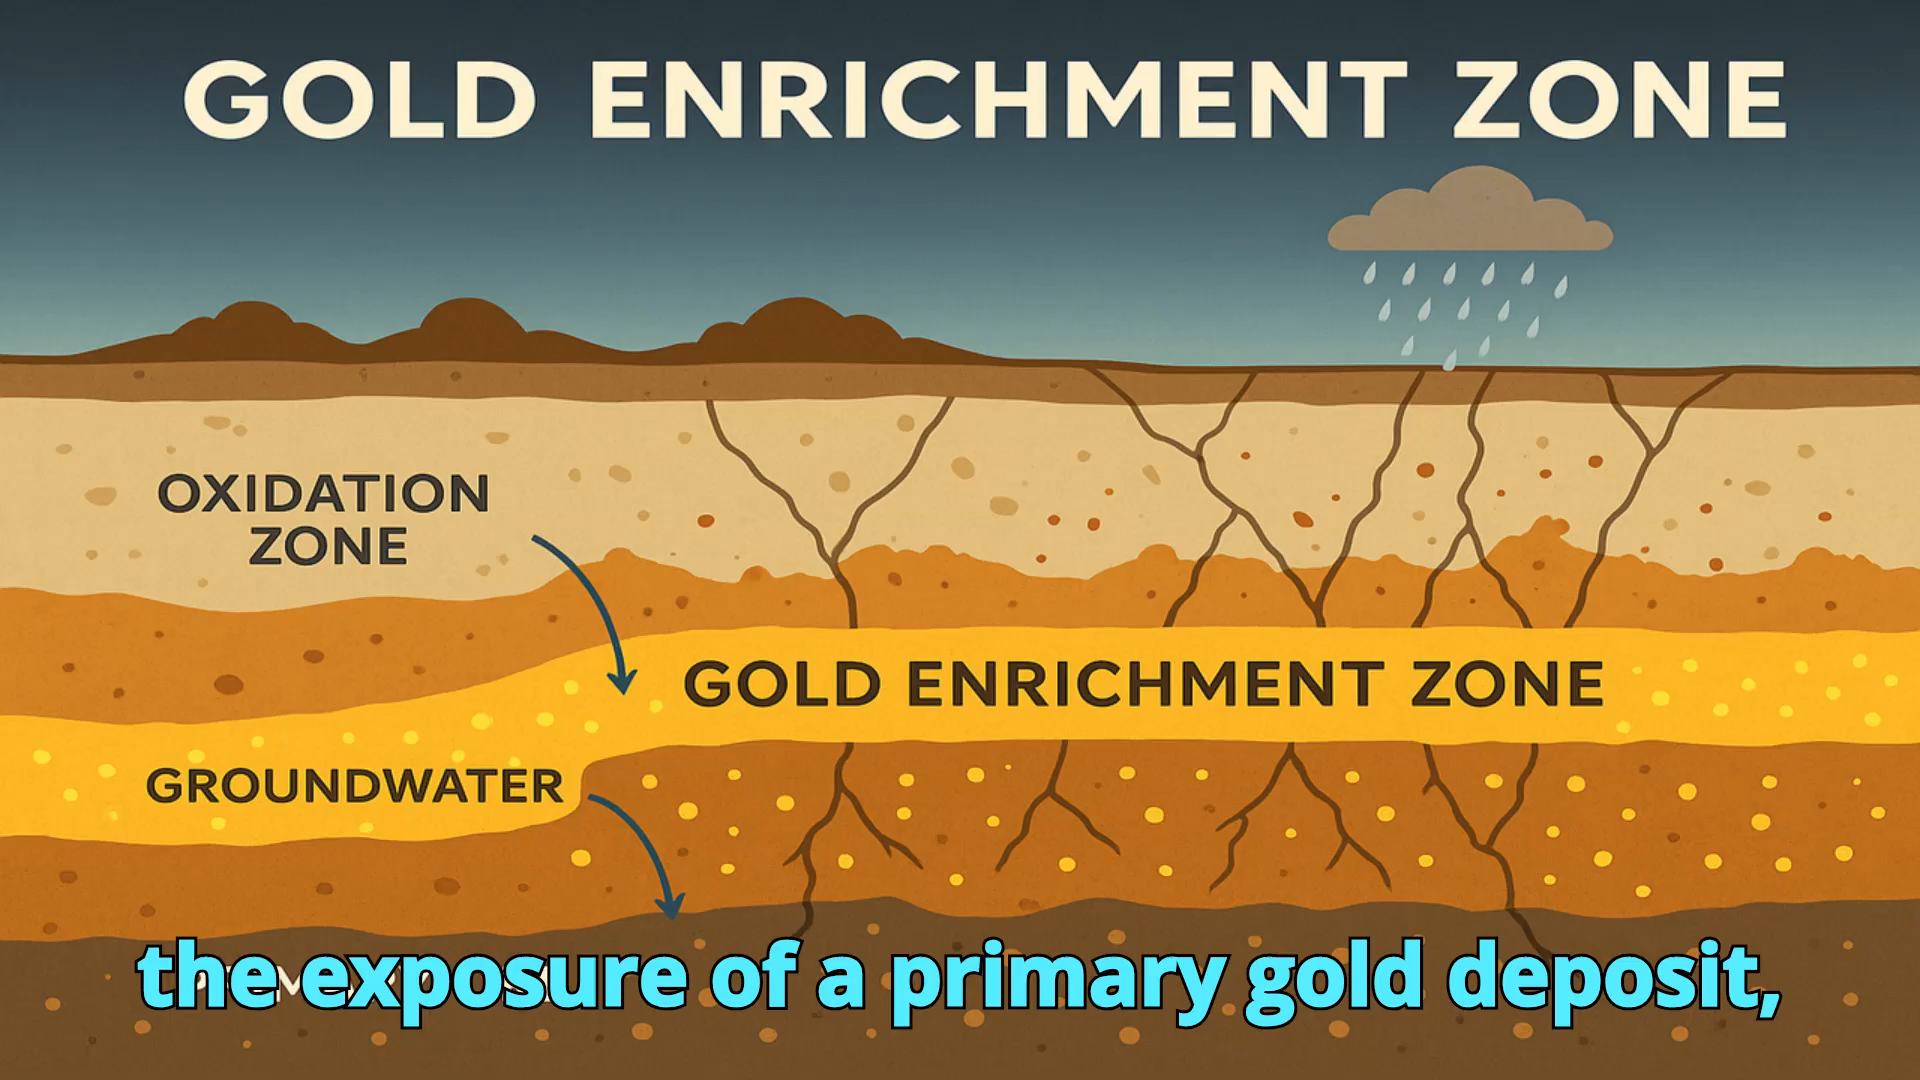 GOLD ENRICHMENT ZONE
OXIDATION
ZONE
GOLD ENRICHMENT ZONE
GROUNDWATER
the exposure of a primary gold deposit,